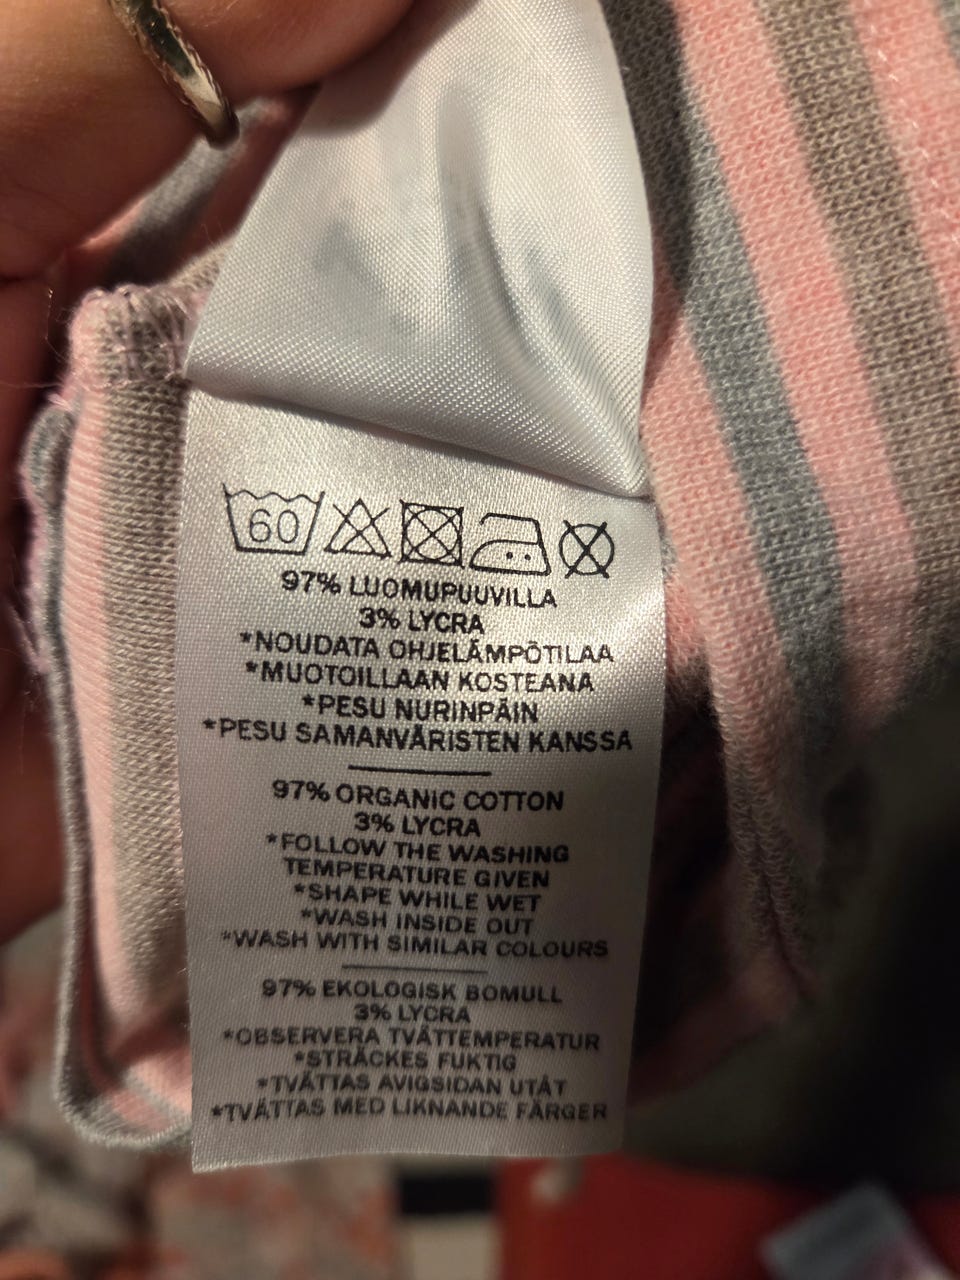 60
97% LUOMUPUUVILLA
3% LYCRA
*NOUDATA OHJELÄMPÖTILAA
*MUOTOILLAAN KOSTEANA
*PESU NURINPÄIN
*PESU SAMANVÄRISTEN KANSSA
97% ORGANIC COTTON
3% LYCRA
*FOLLOW THE WASHING
TEMPERATURE GIVEN
*SHAPE WHILE WET
*WASH INSIDE OUT
*WASH WITH SIMILAR COLOURS
97% EKOLOGISK BOMULL
3% LYCRA
*OBSERVERA TVÄTTEMPERATUR
*STRÄCKES FUKTIG
*TVÄTTAS AVIGSIDAN UTÅT
*TVÄTTAS MED LIKNANDE FÄRGER